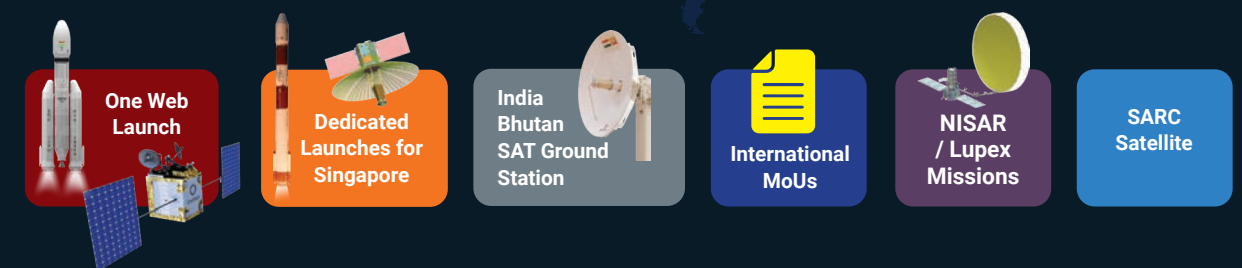 One Web
Launch
Dedicated
Launches for
Singapore
India
Bhutan
SAT Ground
Station
International
MoUs
NISAR
/ Lupex
Missions
SARC
Satellite